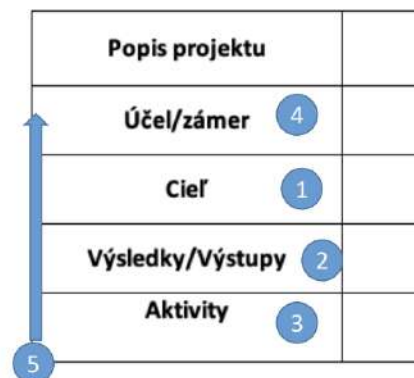 Popis projektu
Účel/zámer 4
Cieľ 1
Výsledky/Výstupy 2
Aktivity
3
5